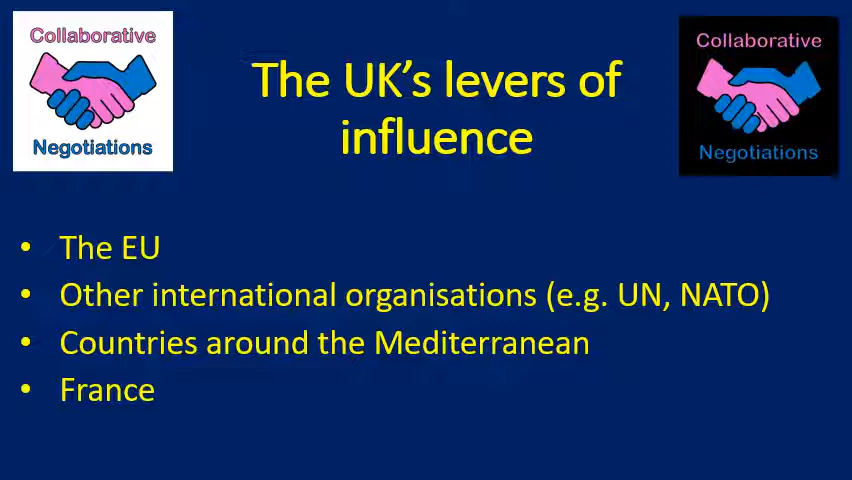 Collaborative
Negotiations
The UK's levers of
influence
Collaborative
Negotiations
• The EU
• Other international organisations (e.g. UN, NATO)
• Countries around the Mediterranean
• France